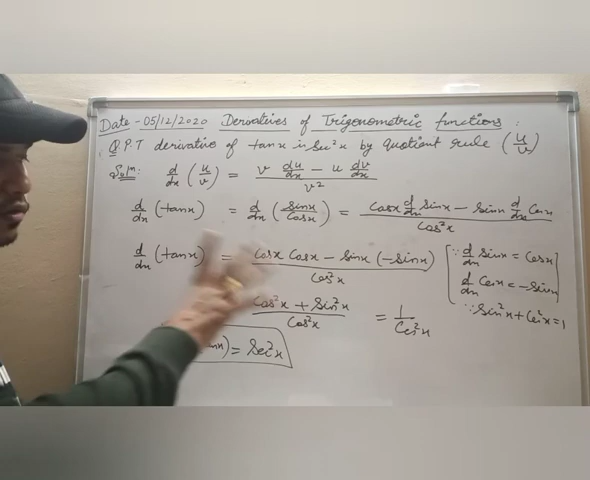 Date - 05/12/2020 Derivatives of Trigonometric functions :
Q. P.T derivative of tanx is Sec²x by quotient rule (u/v)
Solⁿ: d/dx (u/v) = (v du/dx - u dv/dx)/v²
d/dx (tanx) = d/dx (sinx/Cosx) = (Cosx d/dx Sinx - Sinx d/dx Cosx)/Cos²x
d/dx (tanx) = (Cosx Cosx - Sinx (-Sinx))/Cos²x [∵ d/dx Sinx = Cosx
d/dx Cosx = -Sinx]
(Cos²x + Sin²x)/Cos²x = 1/Cos²x ∵ Sin²x + Cos²x = 1
) = Sec²x